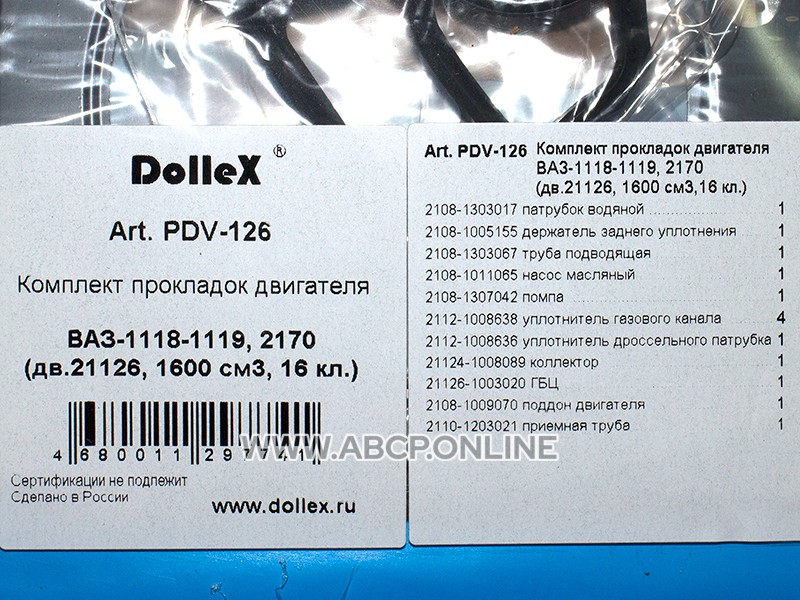 DolleX ®
Art. PDV-126
Комплект прокладок двигателя
ВАЗ-1118-1119, 2170
(дв.21126, 1600 см3, 16 кл.)
4 680011 297741
Сертификации не подлежит
Сделано в России
www.dollex.ru
Art. PDV-126 Комплект прокладок двигателя
ВАЗ-1118-1119, 2170
(дв.21126, 1600 см3,16 кл.)
2108-1303017 патрубок водяной 1
2108-1005155 держатель заднего уплотнения 1
2108-1303067 труба подводящая 1
2108-1011065 насос масляный 1
2108-1307042 помпа 1
2112-1008638 уплотнитель газового канала 4
2112-1008636 уплотнитель дроссельного патрубка 1
21124-1008089 коллектор 1
21126-1003020 ГБЦ 1
2108-1009070 поддон двигателя 1
2110-1203021 приемная труба 1
WWW.ABCP.ONLINE